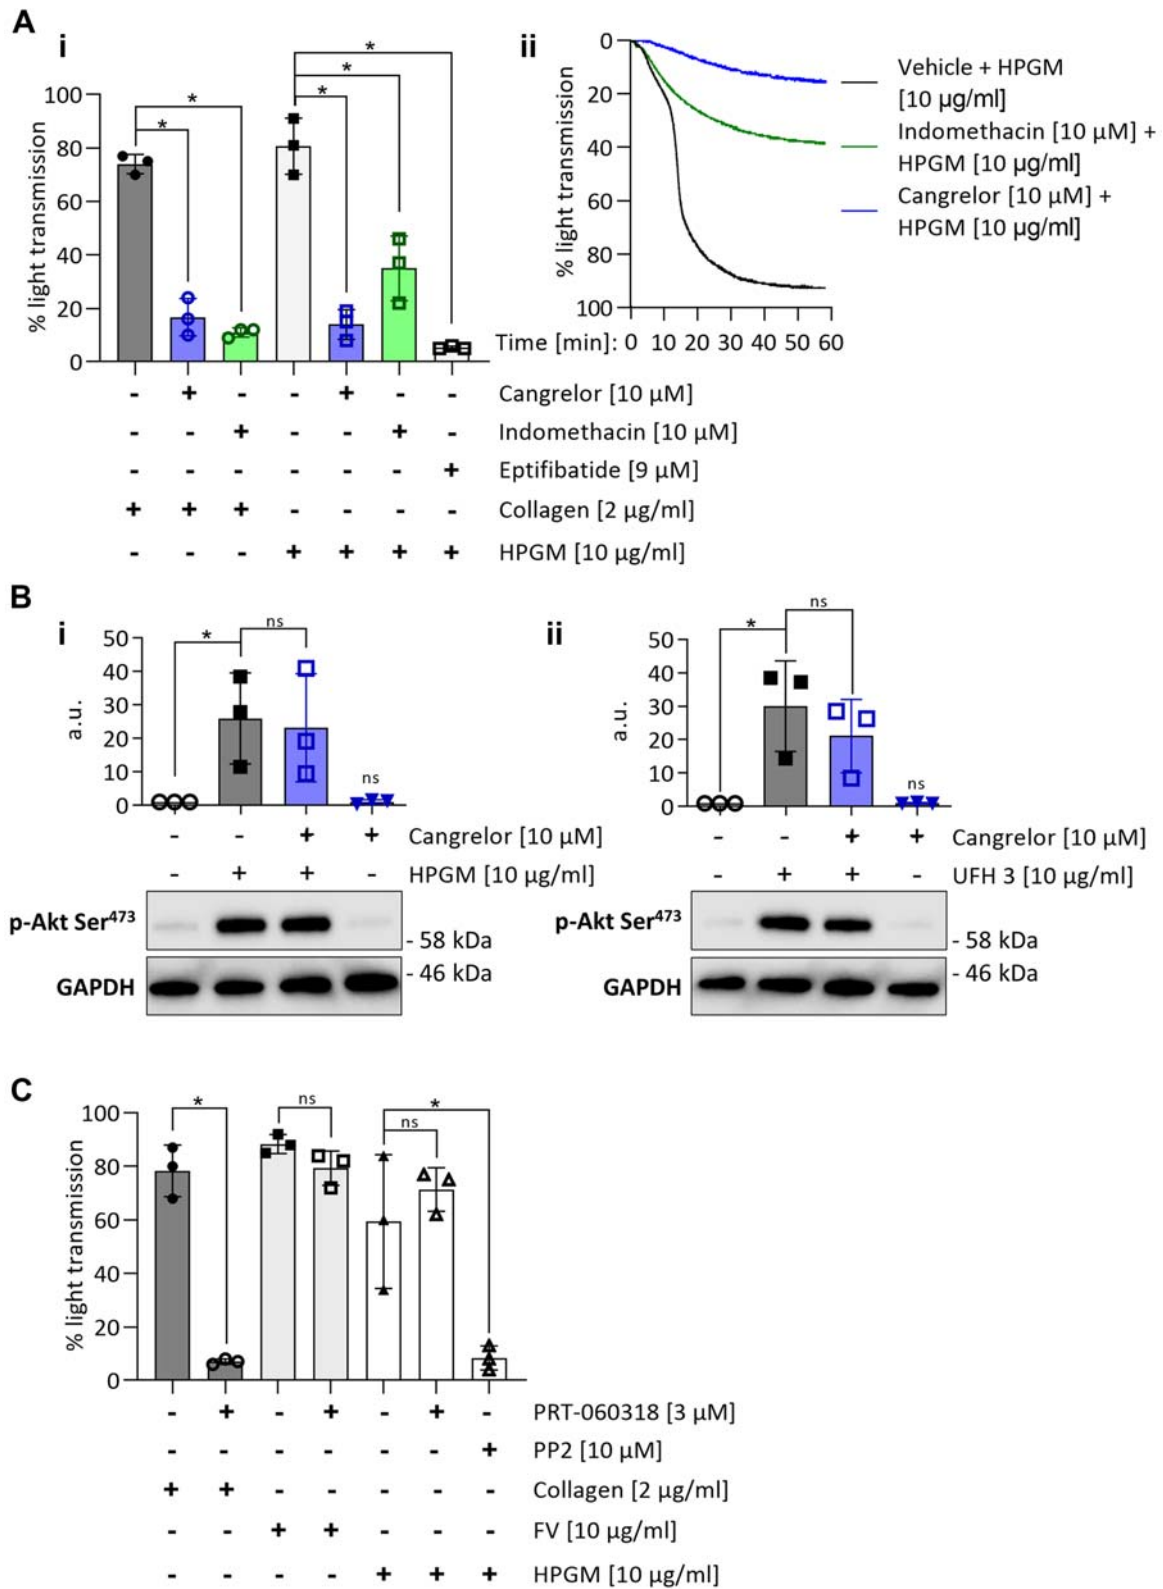 A
i
% light transmission
100
80
60
40
20
0
*
*
*
*
*
- + - - + - - Cangrelor [10 µM]
- - + - - + - Indomethacin [10 µM]
- - - - - - + Eptifibatide [9 µM]
+ + + - - - - Collagen [2 µg/ml]
- - - + + + + HPGM [10 µg/ml]
ii
% light transmission
0
20
40
60
80
100
Time [min]: 0 10 20 30 40 50 60
Vehicle + HPGM
[10 µg/ml]
Indomethacin [10 µM] +
HPGM [10 µg/ml]
Cangrelor [10 µM] +
HPGM [10 µg/ml]
B
i
a.u.
50
40
30
20
10
0
*
ns
ns
- - + + Cangrelor [10 µM]
- + + - HPGM [10 µg/ml]
p-Akt Ser473
- 58 kDa
- 46 kDa
GAPDH
ii
a.u.
50
40
30
20
10
0
*
ns
ns
- - + + Cangrelor [10 µM]
- + + - UFH 3 [10 µg/ml]
p-Akt Ser473
- 58 kDa
- 46 kDa
GAPDH
C
% light transmission
100
80
60
40
20
0
*
ns
ns
*
- + - + - + - PRT-060318 [3 µM]
- - - - - - + PP2 [10 µM]
+ + - - - - - Collagen [2 µg/ml]
- - + + - - - FV [10 µg/ml]
- - - - + + + HPGM [10 µg/ml]